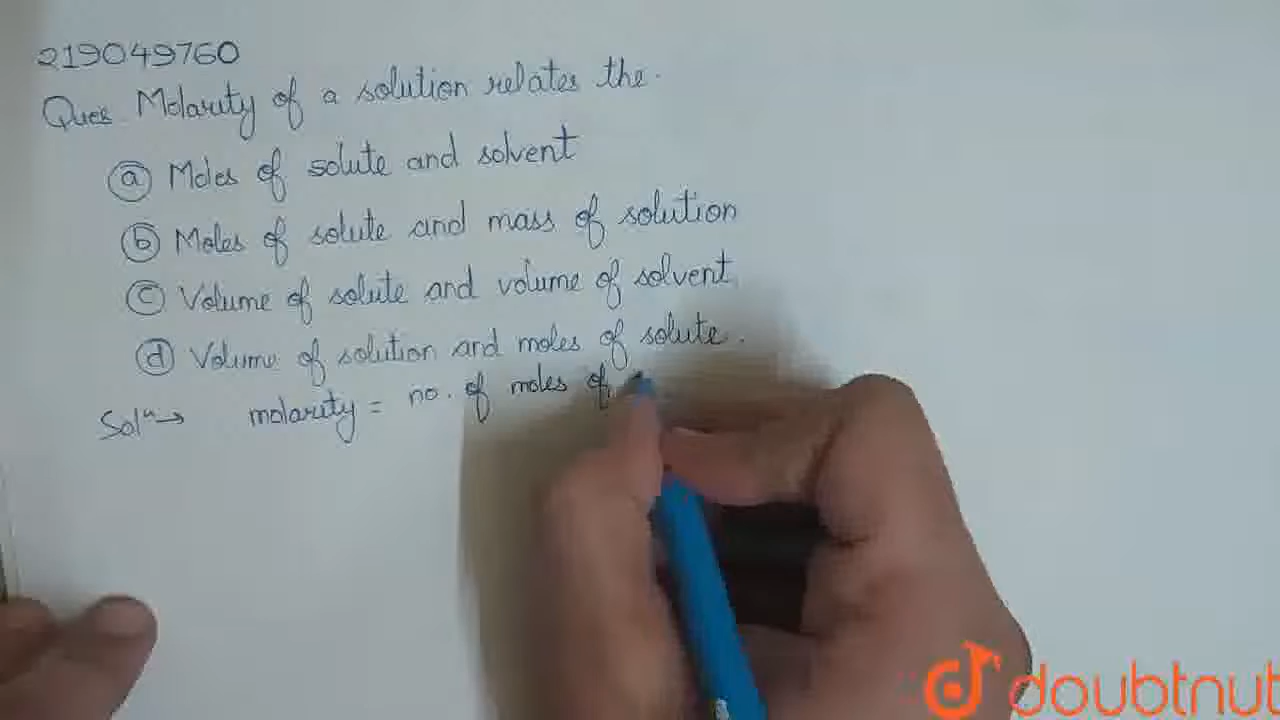 219049760
Ques. Molarity of a solution relates the.
(a) Moles of solute and solvent
(b) Moles of solute and mass of solution
(c) Volume of solute and volume of solvent.
(d) Volume of solution and moles of solute.
Solⁿ→ molarity = no. of moles of
doubtnut